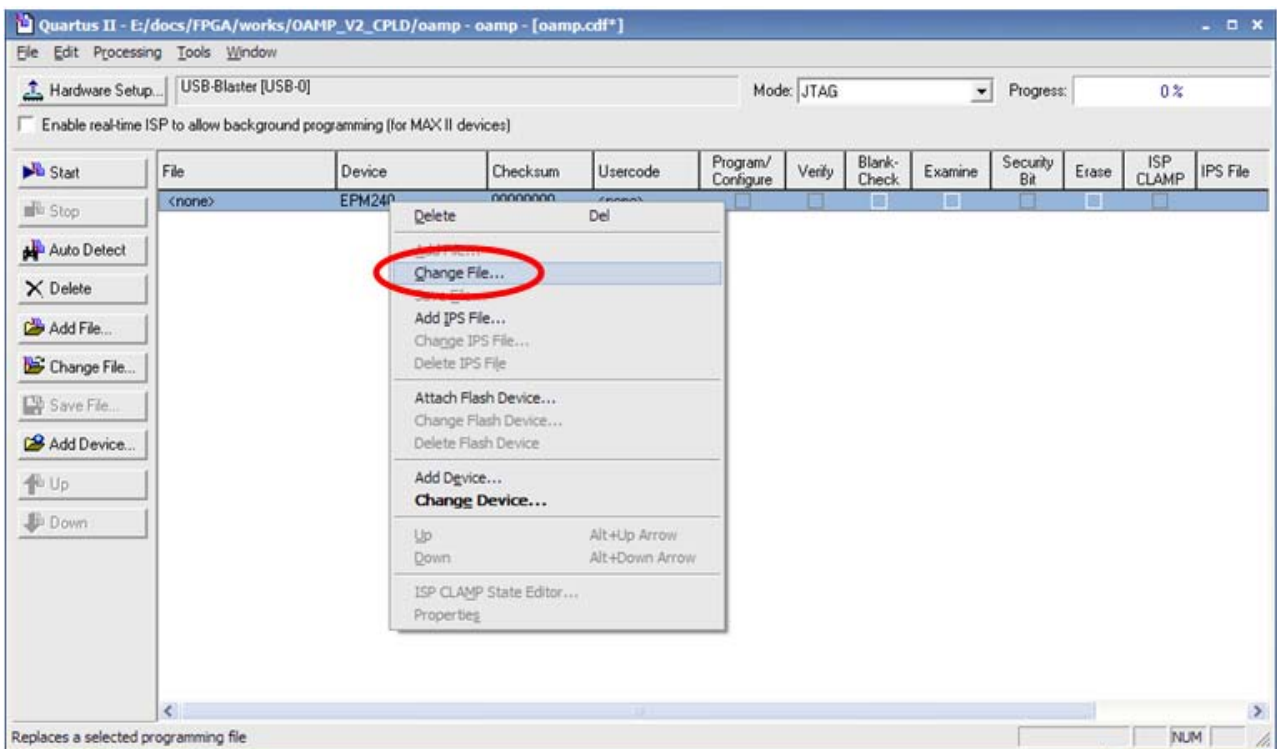 Quartus II - E:/docs/FPGA/works/OAMP_V2_CPLD/oamp - oamp - [oamp.cdf*]
File Edit Processing Tools Window
Hardware Setup... USB-Blaster [USB-0] Mode: JTAG Progress: 0 %
Enable real-time ISP to allow background programming (for MAX II devices)
Start
Stop
Auto Detect
Delete
Add File...
Change File...
Save File...
Add Device...
Up
Down
File Device Checksum Usercode Program/ Configure Verify Blank- Check Examine Security Bit Erase ISP CLAMP IPS File
<none> EPM240 00000000 <none>
Delete Del
Add File...
Change File...
Save File...
Add IPS File...
Change IPS File...
Delete IPS File
Attach Flash Device...
Change Flash Device...
Delete Flash Device
Add Device...
Change Device...
Up Alt+Up Arrow
Down Alt+Down Arrow
ISP CLAMP State Editor...
Properties
Replaces a selected programming file NUM